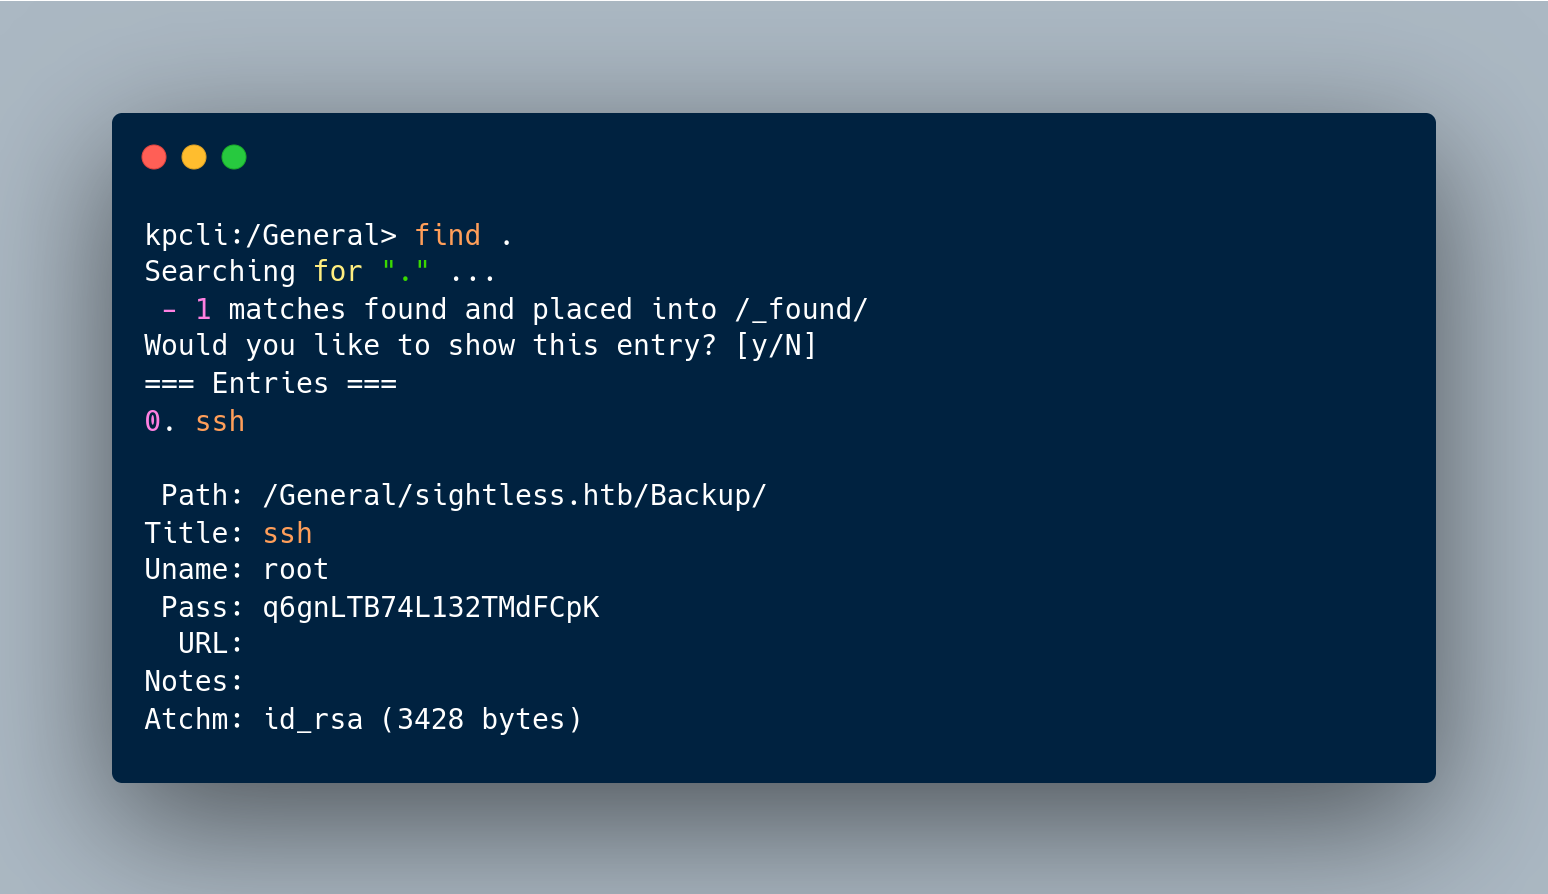 kpcli:/General> find .
Searching for "." ...
 - 1 matches found and placed into /_found/
Would you like to show this entry? [y/N]
=== Entries ===
0. ssh

 Path: /General/sightless.htb/Backup/
Title: ssh
Uname: root
 Pass: q6gnLTB74L132TMdFCpK
  URL:
Notes:
Atchm: id_rsa (3428 bytes)